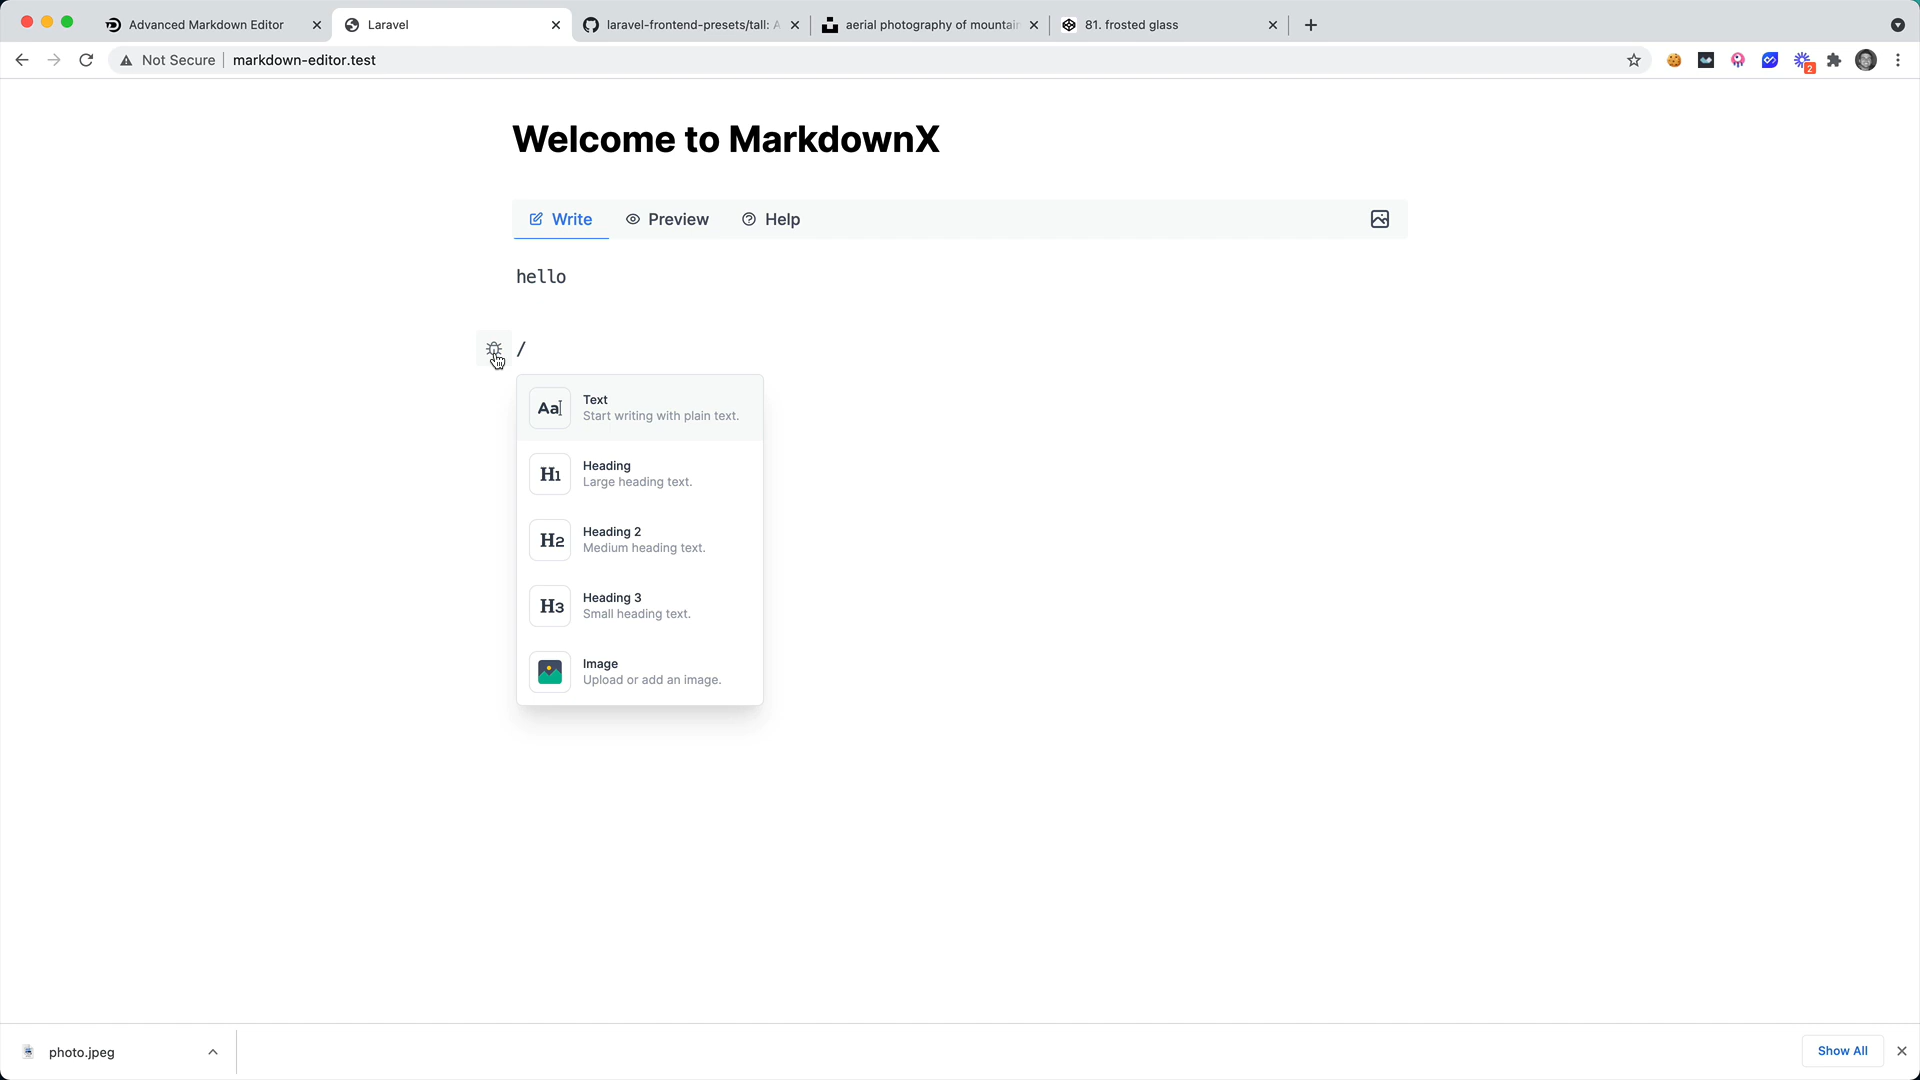 Advanced Markdown Editor
Laravel
laravel-frontend-presets/tall: A
aerial photography of mountain
81. frosted glass
Not Secure
markdown-editor.test
2
Welcome to MarkdownX
Write
Preview
Help
hello
/
Aa
Text
Start writing with plain text.
H1
Heading
Large heading text.
H2
Heading 2
Medium heading text.
H3
Heading 3
Small heading text.
Image
Upload or add an image.
photo.jpeg
Show All